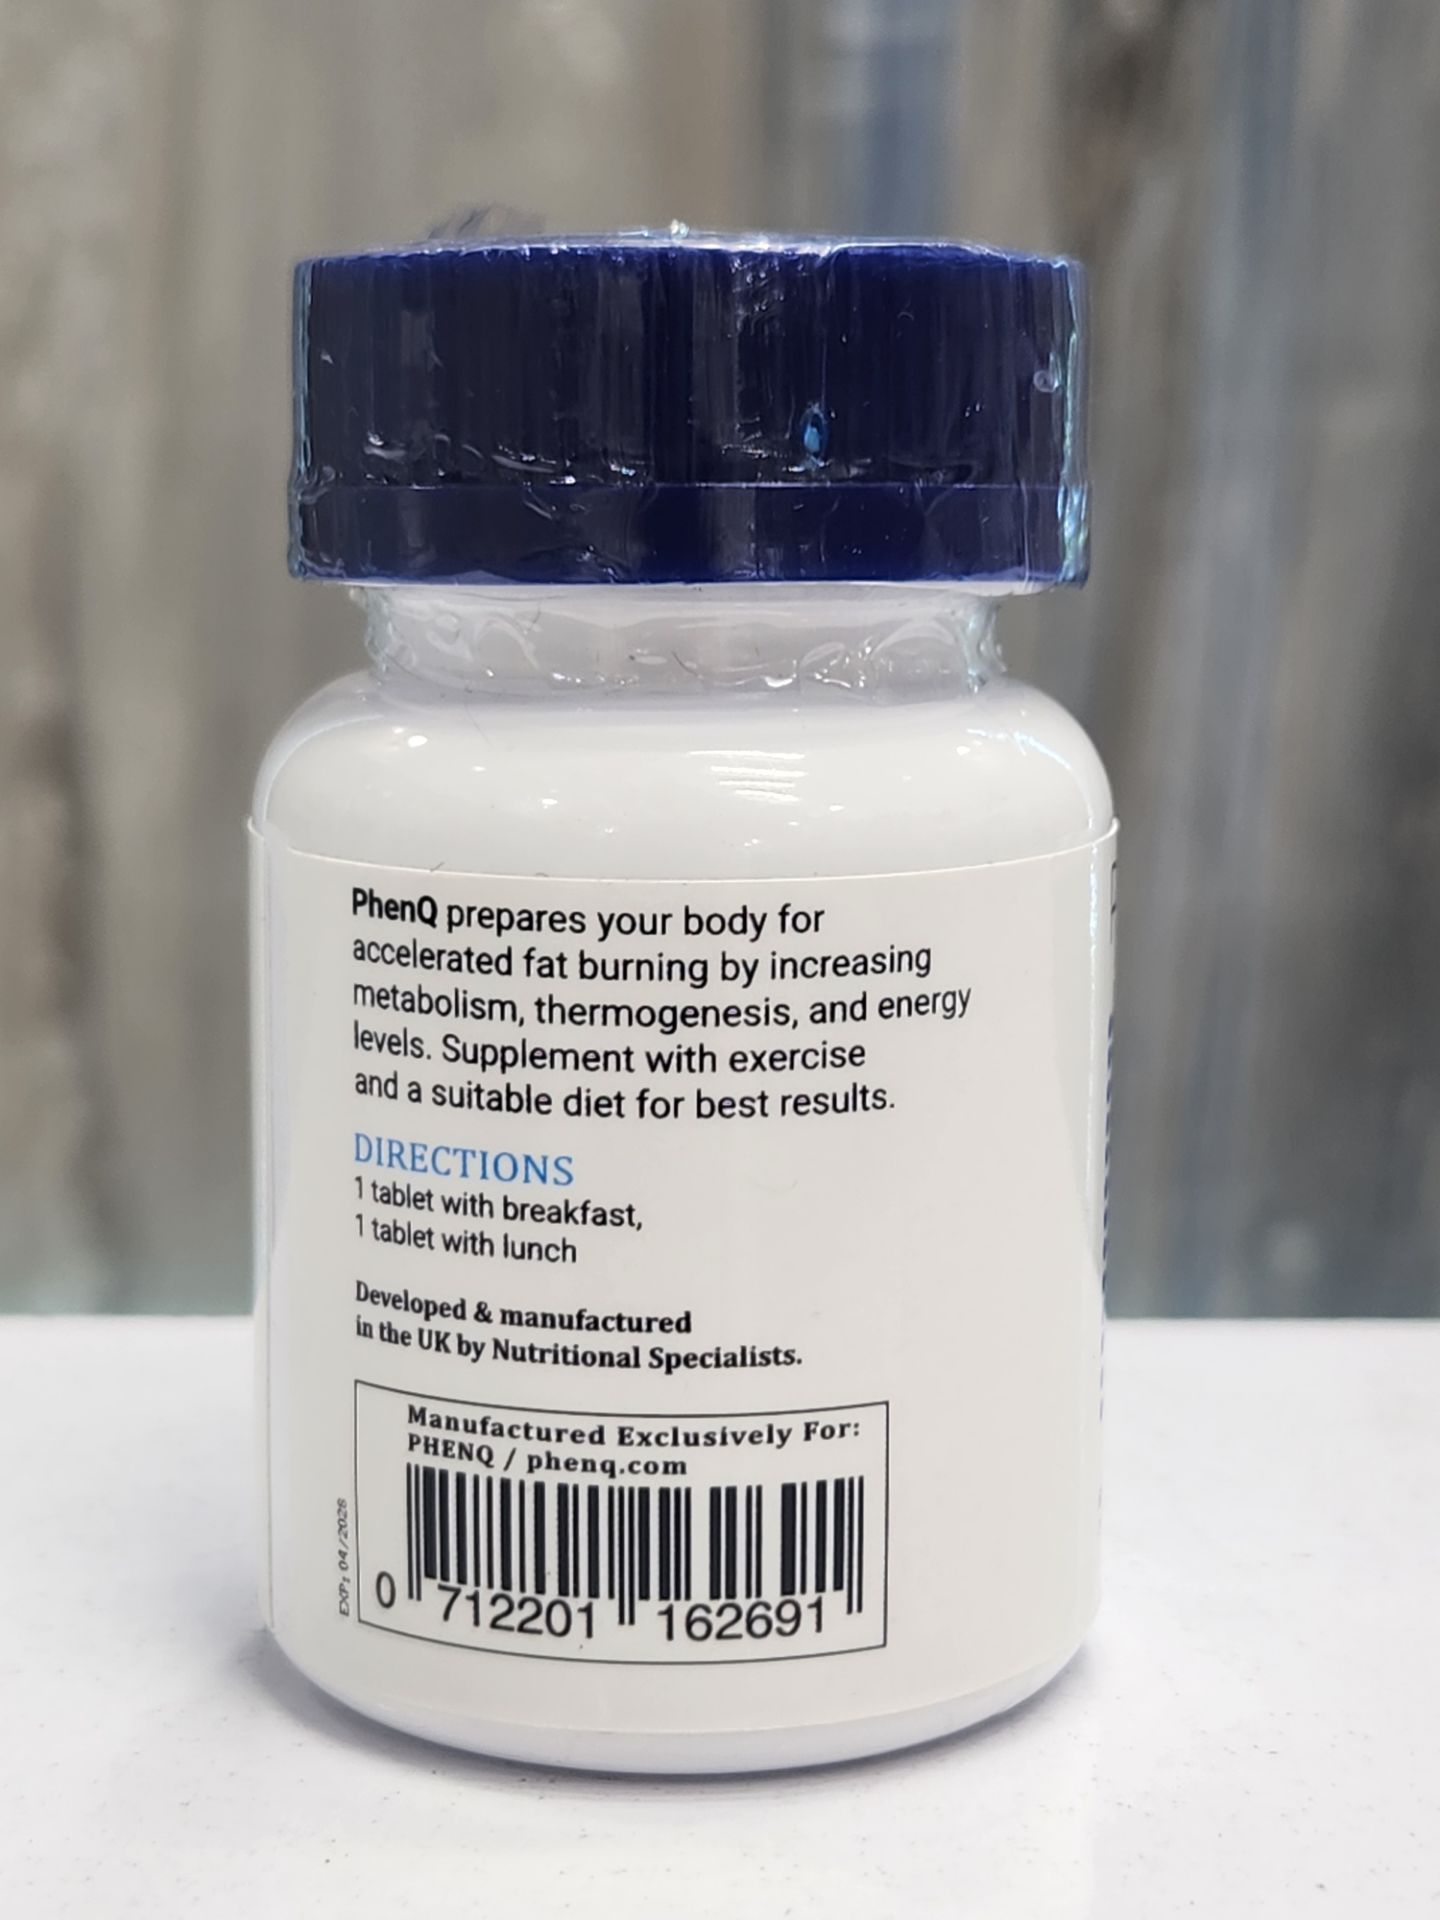 PhenQ prepares your body for
accelerated fat burning by increasing
metabolism, thermogenesis, and energy
levels. Supplement with exercise
and a suitable diet for best results.
DIRECTIONS
1 tablet with breakfast,
1 tablet with lunch
Developed & manufactured
in the UK by Nutritional Specialists.
Manufactured Exclusively For:
PHENQ / phenq.com
EXP: 04/2026
0 712201 162691